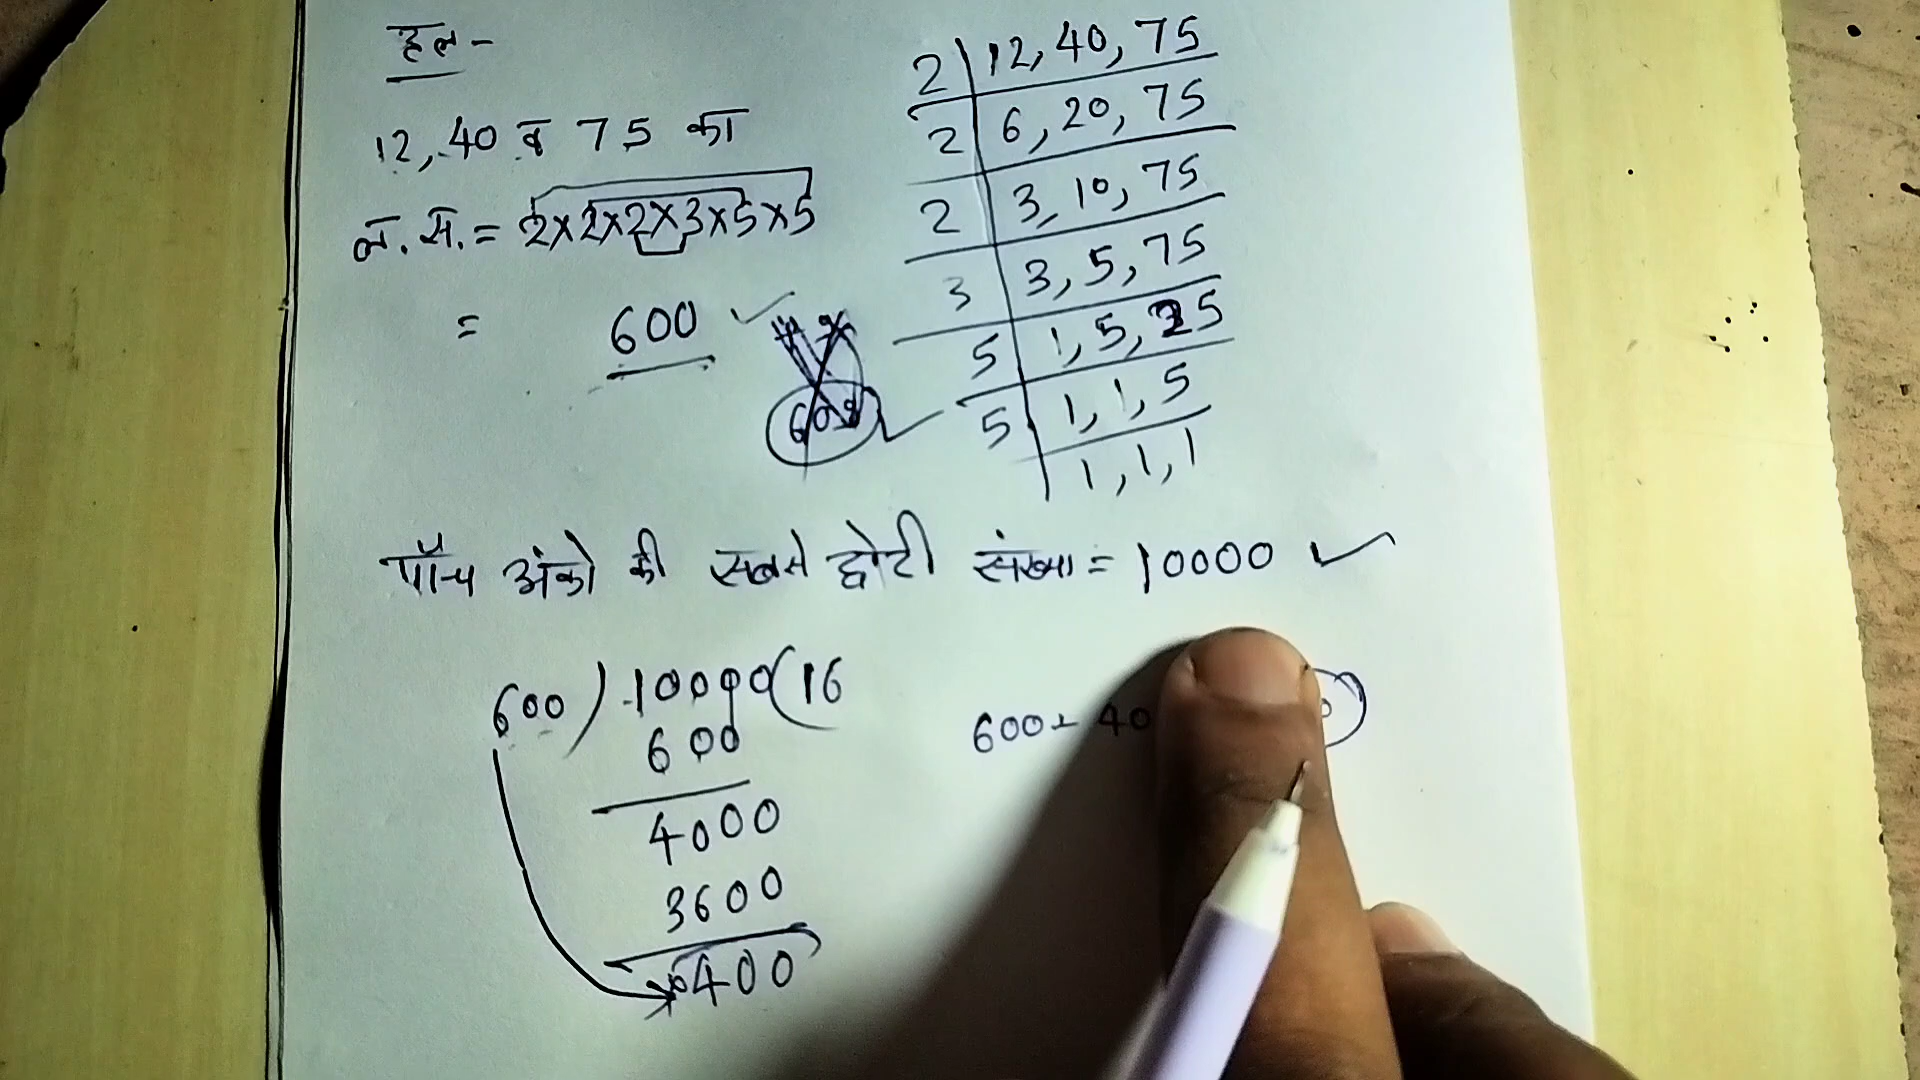 हल-
12, 40 व 75 का
ल. स. = 2×2×2×3×5×5
= 600
600
2 | 12, 40, 75
2 | 6, 20, 75
2 | 3, 10, 75
3 | 3, 5, 75
5 | 1, 5, 25
5 | 1, 1, 5
1, 1, 1
पाँच अंको की सबसे छोटी संख्या = 10000
600 ) 10000 ( 16
600
4000
3600
0400
600 - 40